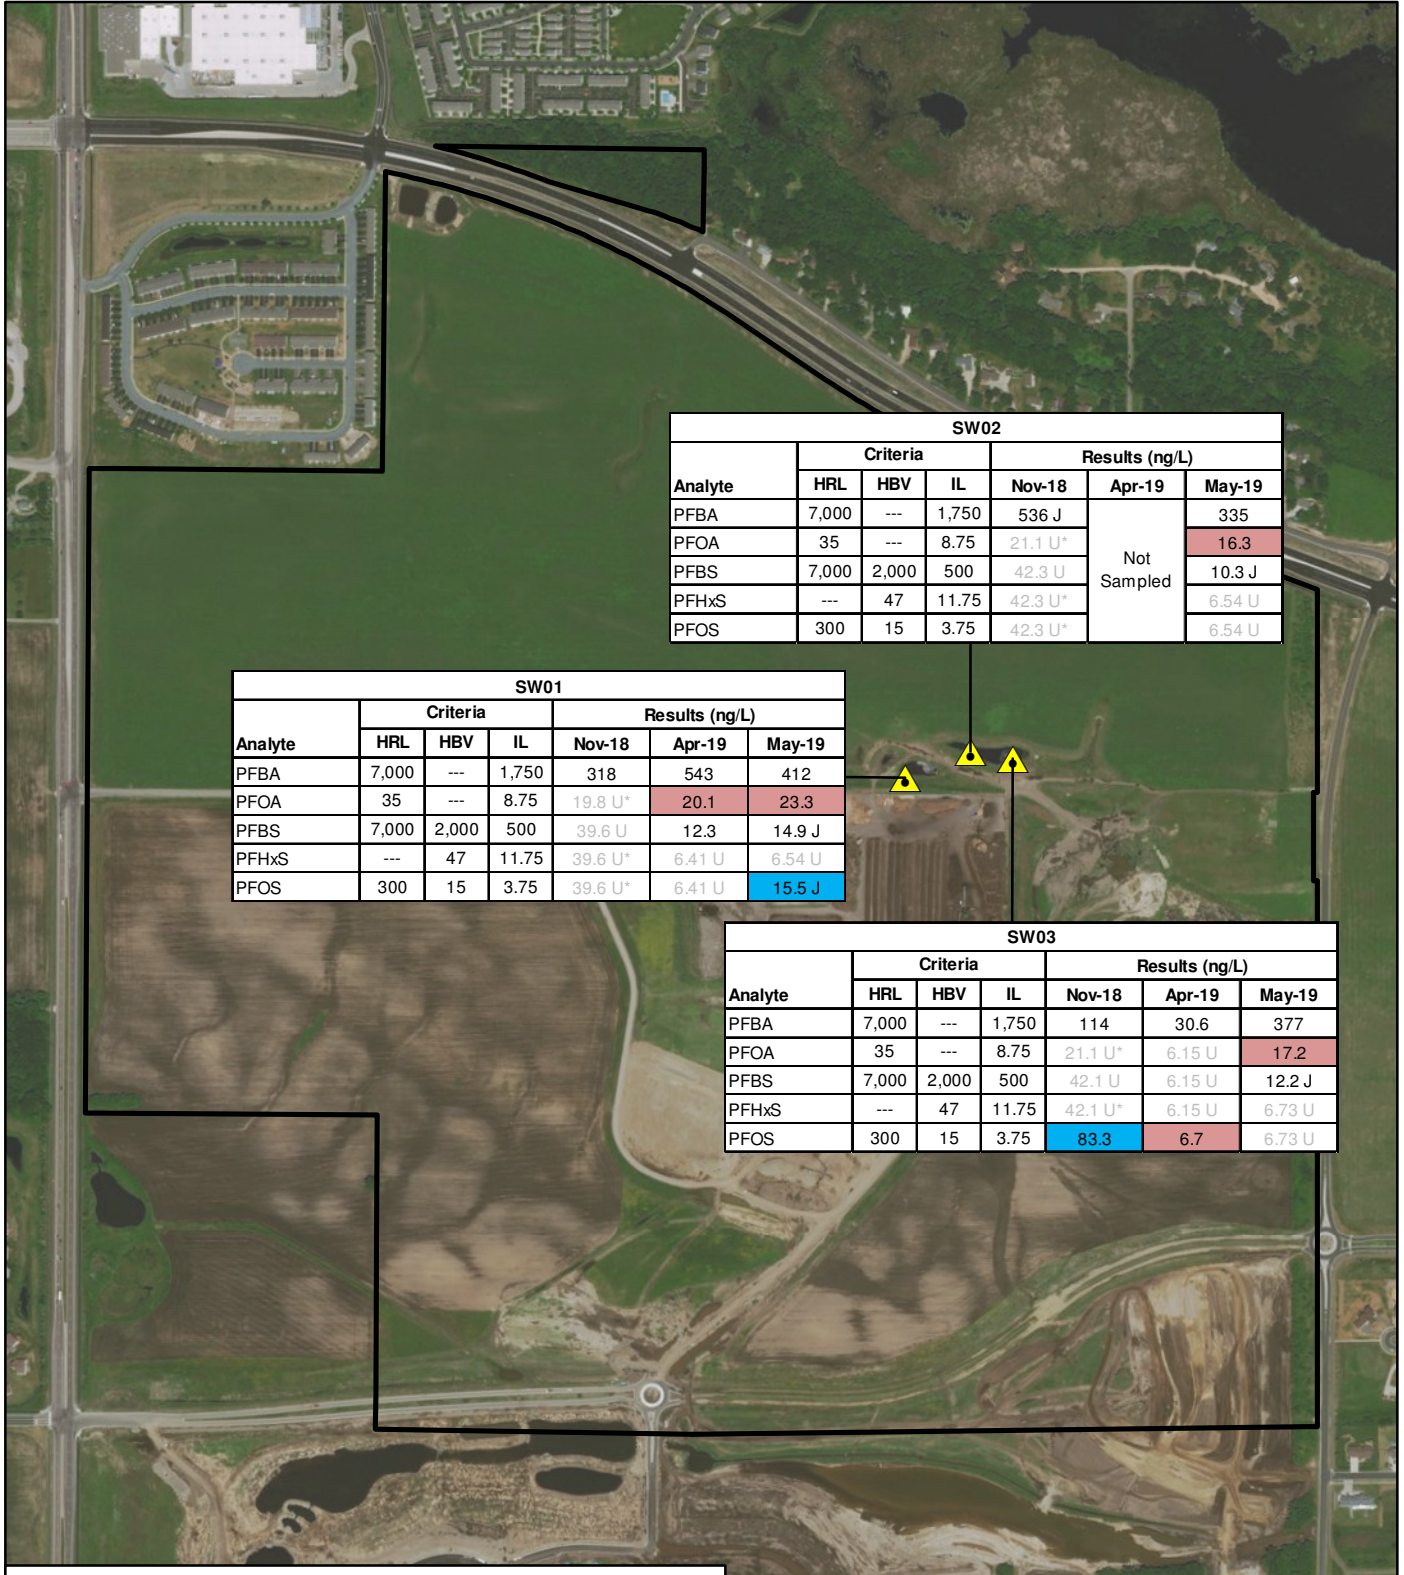 SW02
Criteria Results (ng/L)
Analyte HRL HBV IL Nov-18 Apr-19 May-19
PFBA 7,000 --- 1,750 536 J Not Sampled 335
PFOA 35 --- 8.75 21.1 U* 16.3
PFBS 7,000 2,000 500 42.3 U 10.3 J
PFHxS --- 47 11.75 42.3 U* 6.54 U
PFOS 300 15 3.75 42.3 U* 6.54 U
SW01
Criteria Results (ng/L)
Analyte HRL HBV IL Nov-18 Apr-19 May-19
PFBA 7,000 --- 1,750 318 543 412
PFOA 35 --- 8.75 19.8 U* 20.1 23.3
PFBS 7,000 2,000 500 39.6 U 12.3 14.9 J
PFHxS --- 47 11.75 39.6 U* 6.41 U 6.54 U
PFOS 300 15 3.75 39.6 U* 6.41 U 15.5 J
SW03
Criteria Results (ng/L)
Analyte HRL HBV IL Nov-18 Apr-19 May-19
PFBA 7,000 --- 1,750 114 30.6 377
PFOA 35 --- 8.75 21.1 U* 6.15 U 17.2
PFBS 7,000 2,000 500 42.1 U 6.15 U 12.2 J
PFHxS --- 47 11.75 42.1 U* 6.15 U 6.73 U
PFOS 300 15 3.75 83.3 6.7 6.73 U